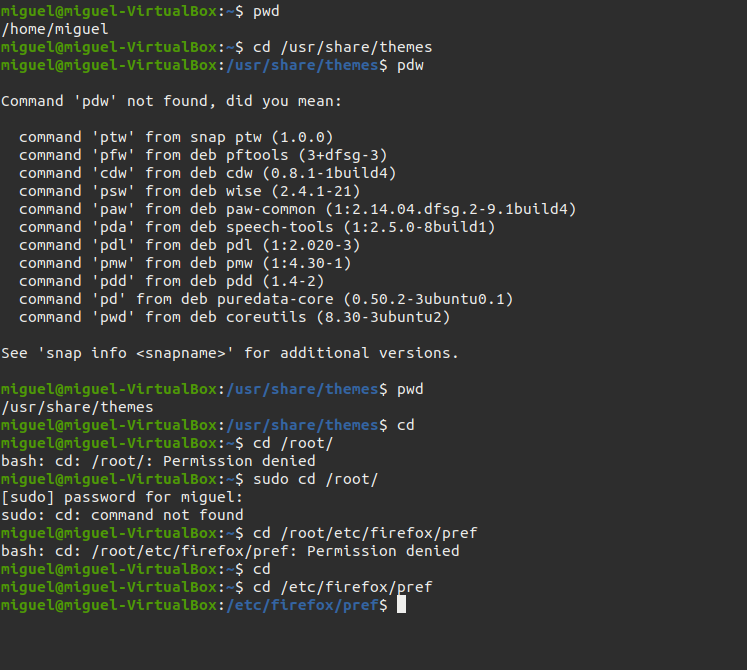 miguel@miguel-VirtualBox:~$ pwd
/home/miguel
miguel@miguel-VirtualBox:~$ cd /usr/share/themes
miguel@miguel-VirtualBox:/usr/share/themes$ pdw

Command 'pdw' not found, did you mean:

  command 'ptw' from snap ptw (1.0.0)
  command 'pfw' from deb pftools (3+dfsg-3)
  command 'cdw' from deb cdw (0.8.1-1build4)
  command 'psw' from deb wise (2.4.1-21)
  command 'paw' from deb paw-common (1:2.14.04.dfsg.2-9.1build4)
  command 'pda' from deb speech-tools (1:2.5.0-8build1)
  command 'pdl' from deb pdl (1:2.020-3)
  command 'pmw' from deb pmw (1:4.30-1)
  command 'pdd' from deb pdd (1.4-2)
  command 'pd' from deb puredata-core (0.50.2-3ubuntu0.1)
  command 'pwd' from deb coreutils (8.30-3ubuntu2)

See 'snap info <snapname>' for additional versions.

miguel@miguel-VirtualBox:/usr/share/themes$ pwd
/usr/share/themes
miguel@miguel-VirtualBox:/usr/share/themes$ cd
miguel@miguel-VirtualBox:~$ cd /root/
bash: cd: /root/: Permission denied
miguel@miguel-VirtualBox:~$ sudo cd /root/
[sudo] password for miguel:
sudo: cd: command not found
miguel@miguel-VirtualBox:~$ cd /root/etc/firefox/pref
bash: cd: /root/etc/firefox/pref: Permission denied
miguel@miguel-VirtualBox:~$ cd
miguel@miguel-VirtualBox:~$ cd /etc/firefox/pref
miguel@miguel-VirtualBox:/etc/firefox/pref$